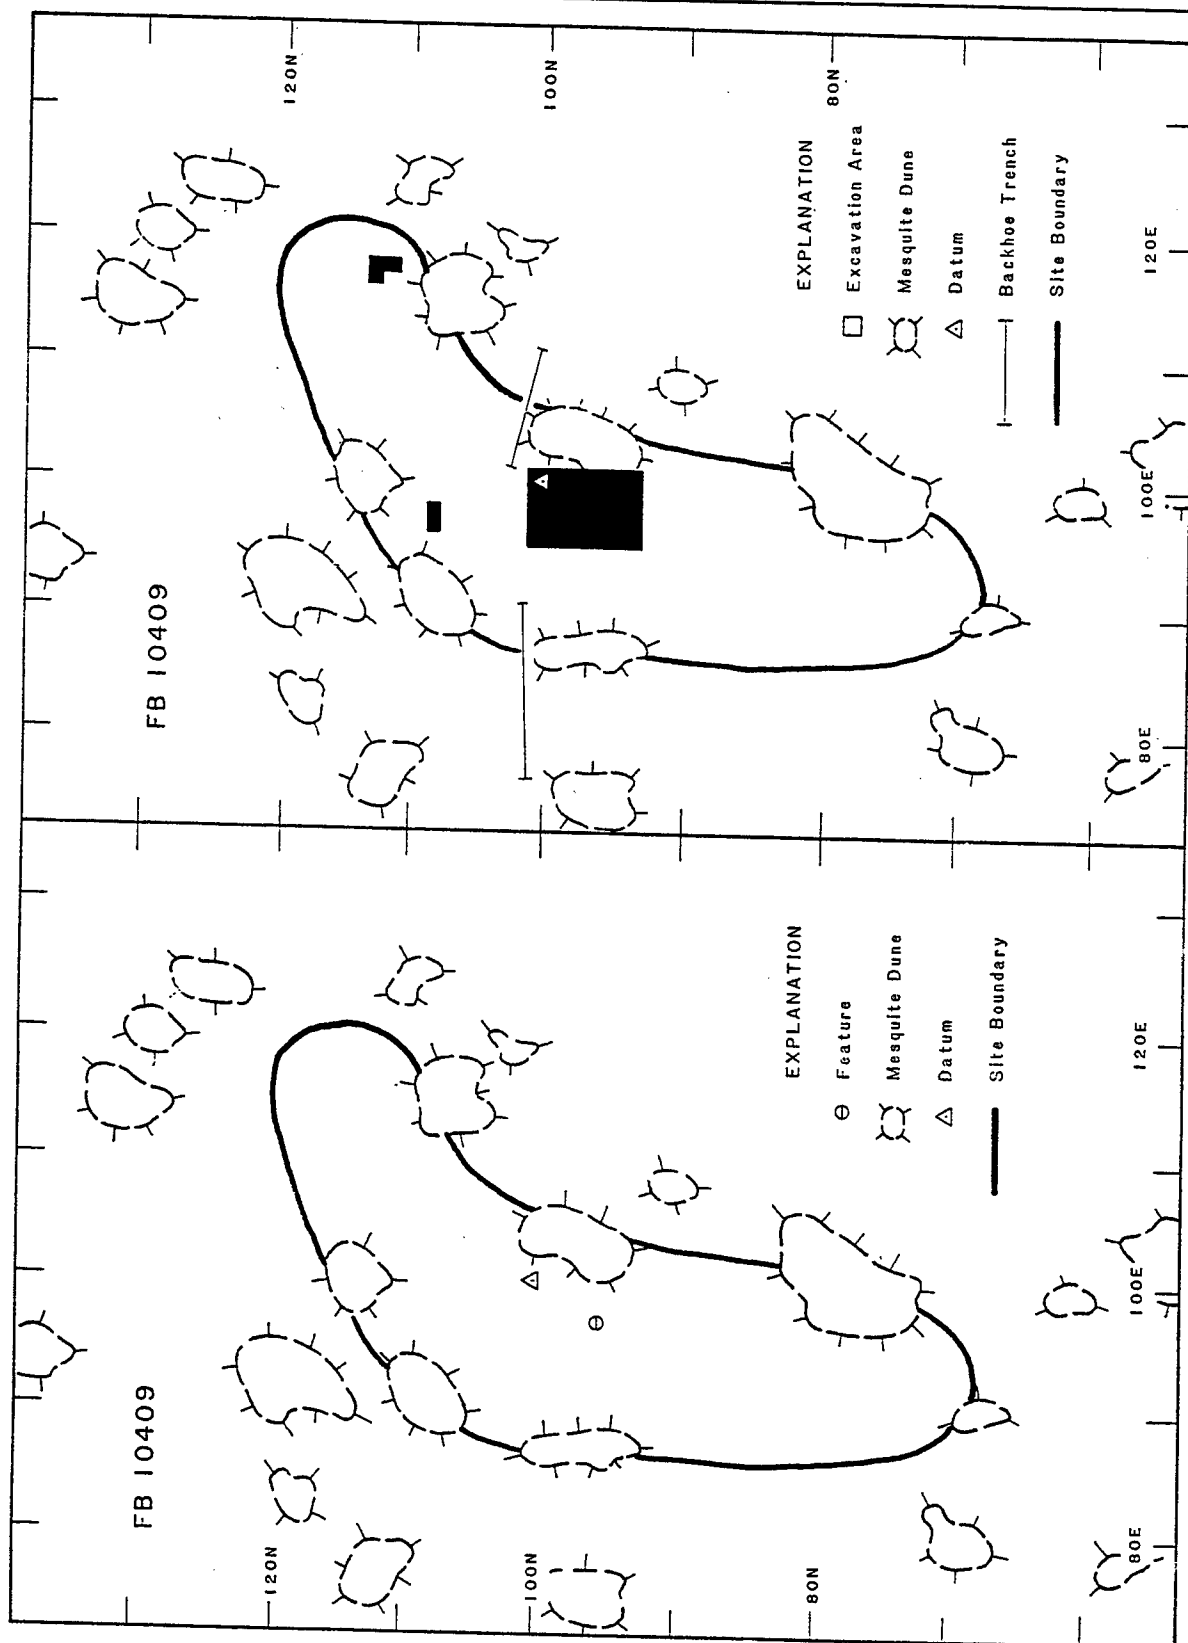 FB 10409
120N
100N
80N
80E
100E
120E
EXPLANATION
Feature
Mesquite Dune
Datum
Site Boundary
FB 10409
120N
100N
80N
80E
100E
120E
EXPLANATION
Excavation Area
Mesquite Dune
Datum
Backhoe Trench
Site Boundary